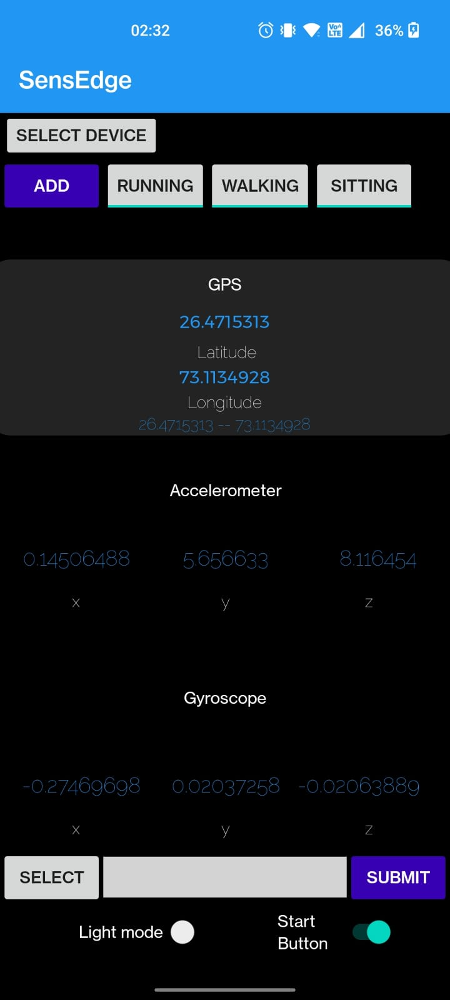 02:32 VoLTE 36%
SensEdge
SELECT DEVICE
ADD RUNNING WALKING SITTING
GPS
26.4715313
Latitude
73.1134928
Longitude
26.4715313 -- 73.1134928
Accelerometer
0.14506488 5.656633 8.116454
x y z
Gyroscope
-0.27469698 0.02037258 -0.02063889
x y z
SELECT SUBMIT
Light mode Start
Button